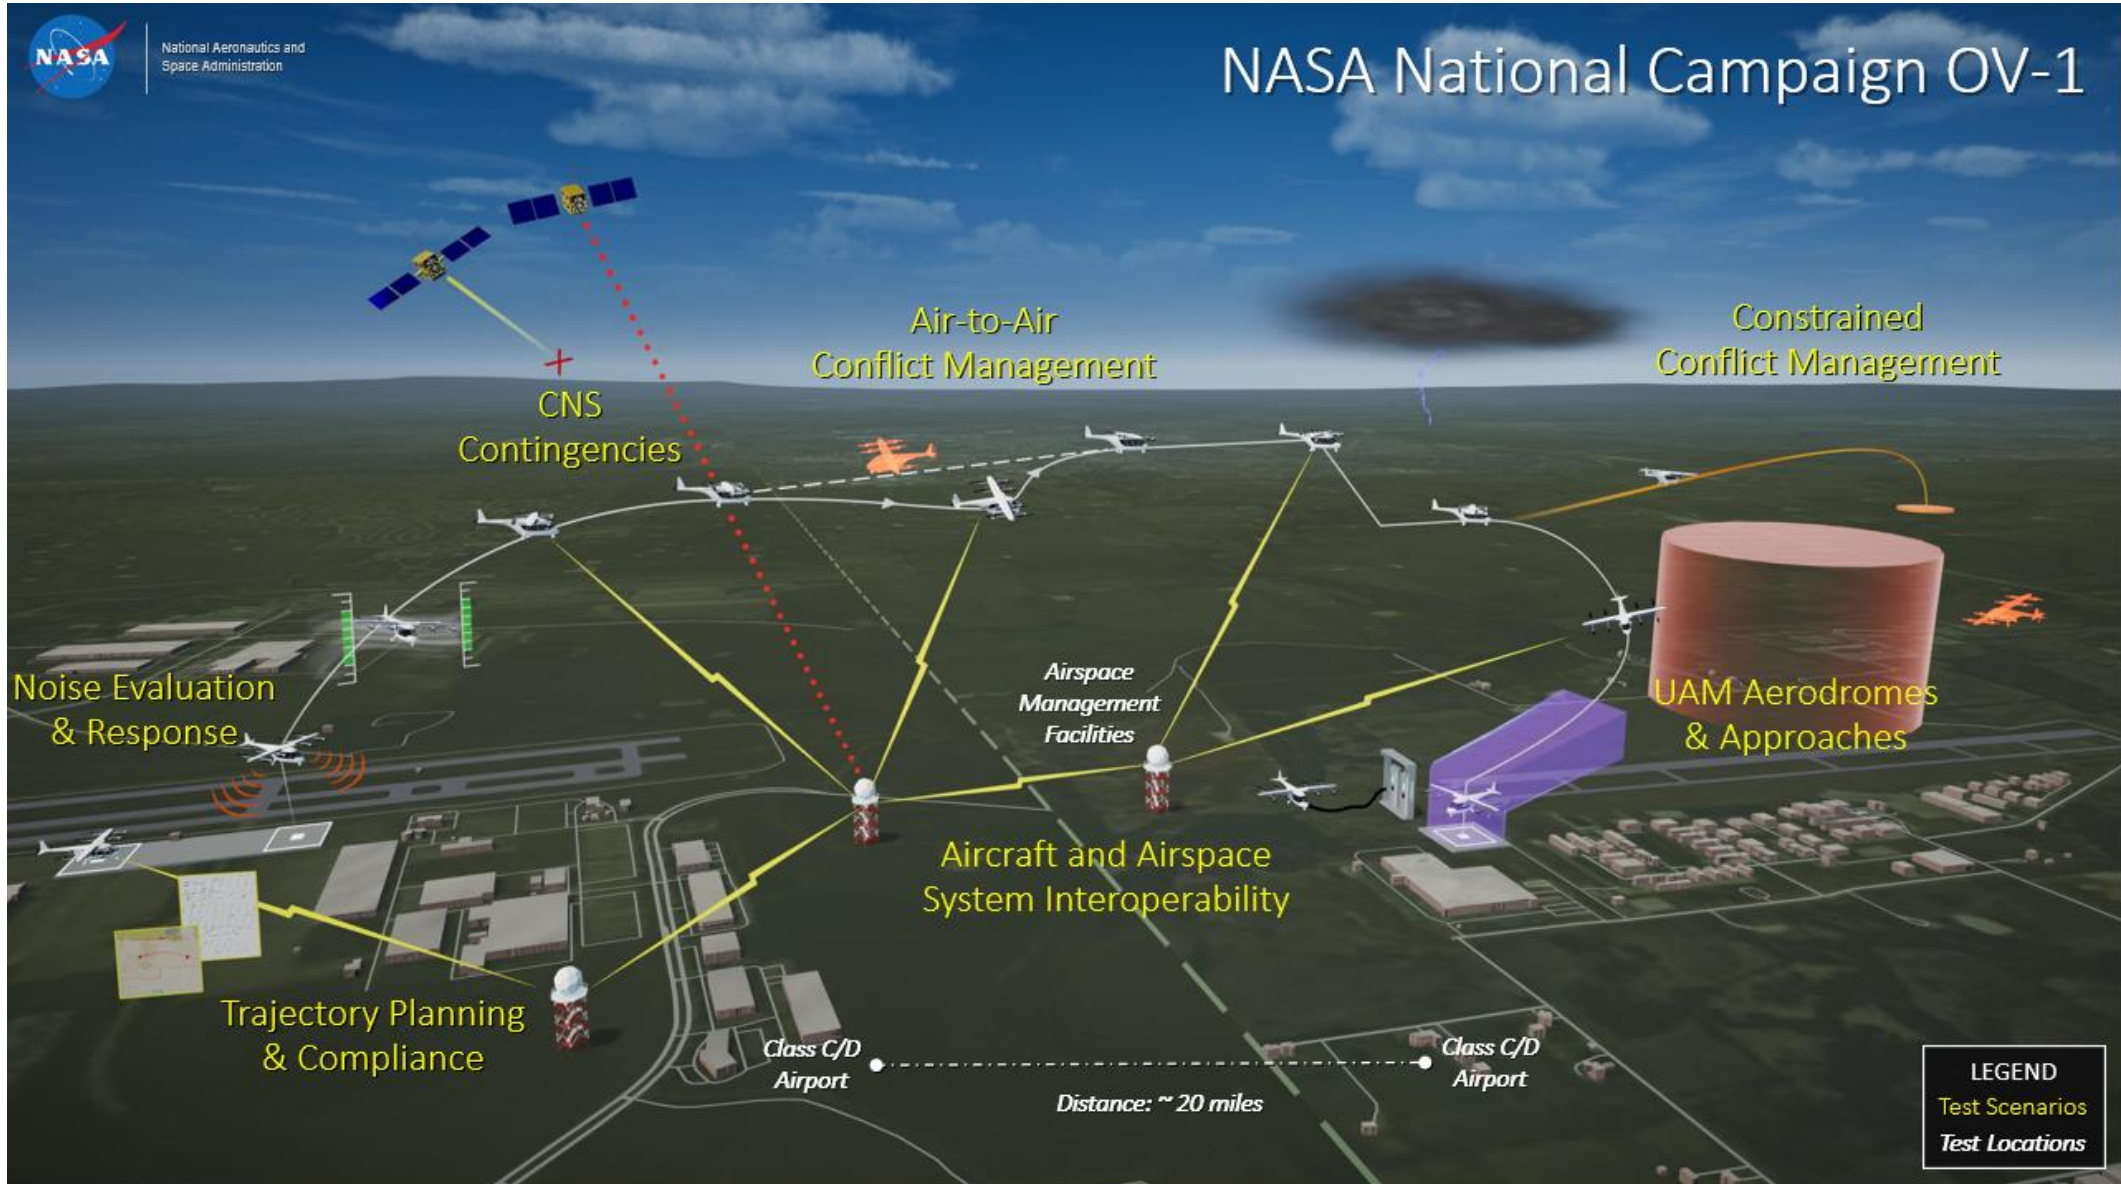 NASA
National Aeronautics and
Space Administration
NASA National Campaign OV-1
Air-to-Air
Conflict Management
Constrained
Conflict Management
CNS
Contingencies
Noise Evaluation
& Response
Airspace
Management
Facilities
UAM Aerodromes
& Approaches
Aircraft and Airspace
System Interoperability
Trajectory Planning
& Compliance
Class C/D
Airport
Class C/D
Airport
Distance: ~ 20 miles
LEGEND
Test Scenarios
Test Locations